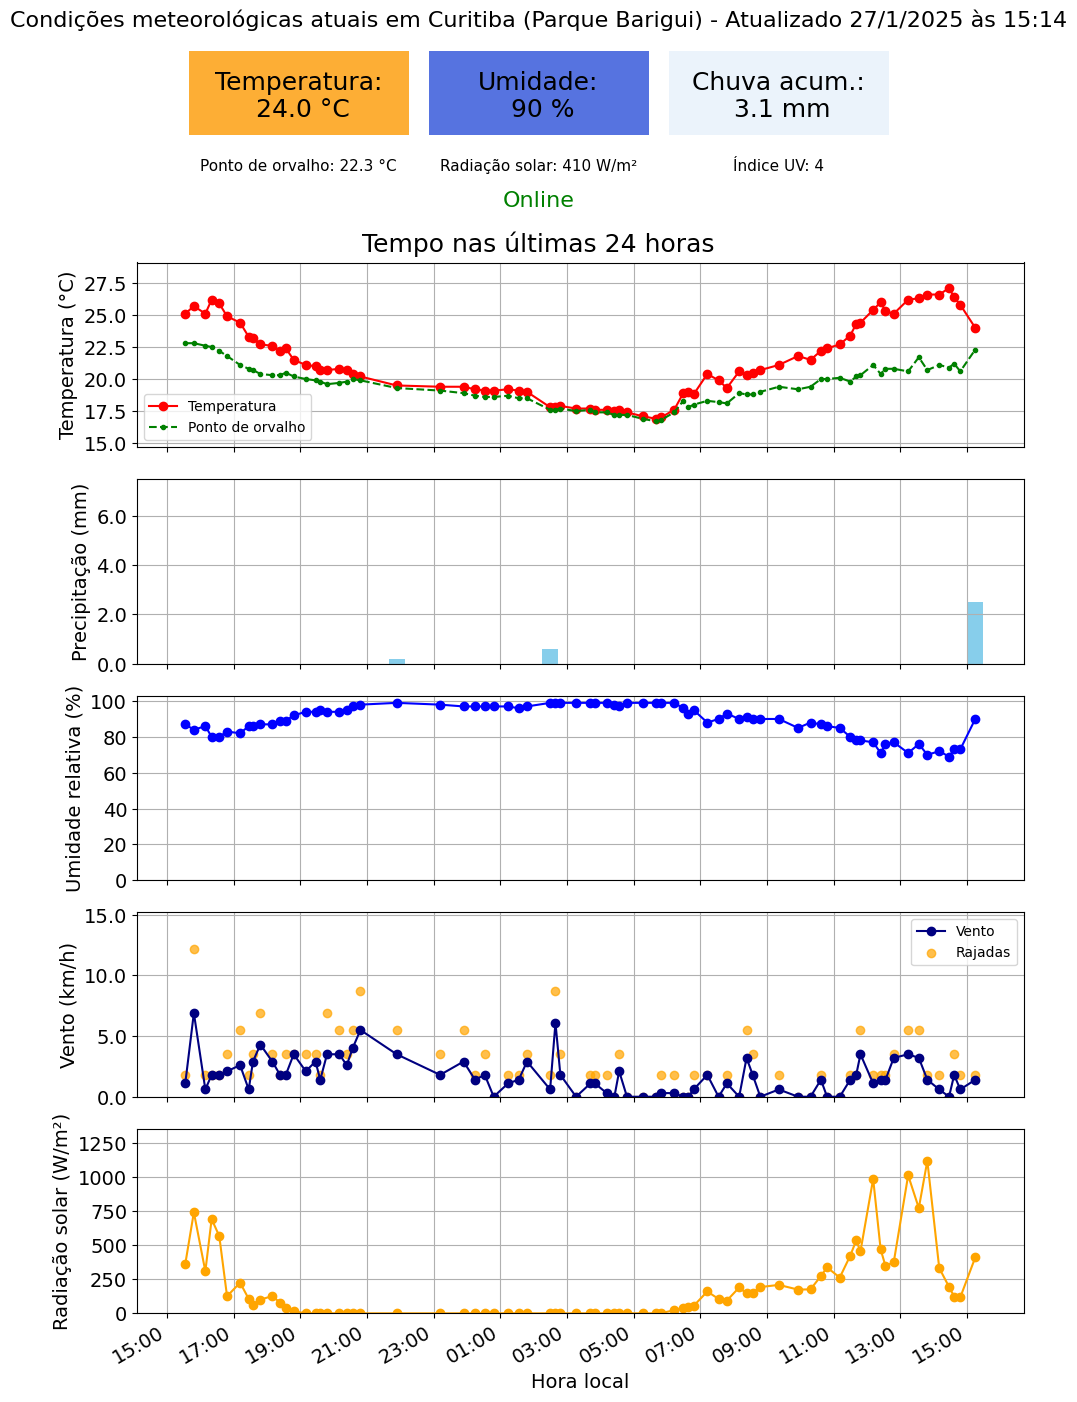 Condições meteorológicas atuais em Curitiba (Parque Barigui) - Atualizado 27/1/2025 às 15:14
Temperatura:
24.0 °C
Umidade:
90 %
Chuva acum.:
3.1 mm
Ponto de orvalho: 22.3 °C
Radiação solar: 410 W/m²
Índice UV: 4
Online
Tempo nas últimas 24 horas
Temperatura (°C)
27.5
25.0
22.5
20.0
17.5
15.0
Temperatura
Ponto de orvalho
Precipitação (mm)
6.0
4.0
2.0
0.0
Umidade relativa (%)
100
80
60
40
20
0
Vento (km/h)
15.0
10.0
5.0
0.0
Vento
Rajadas
Radiação solar (W/m²)
1250
1000
750
500
250
0
15:00
17:00
19:00
21:00
23:00
01:00
03:00
05:00
07:00
09:00
11:00
13:00
15:00
Hora local